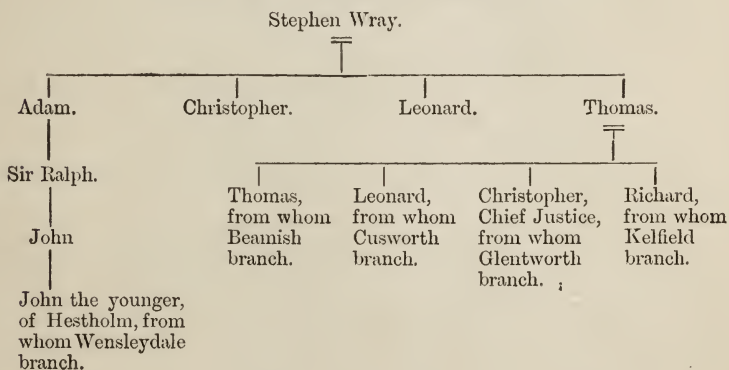 Stephen Wray.
Adam. Christopher. Leonard. Thomas.
Sir Ralph.
John
John the younger,
of Hestholm, from
whom Wensleydale
branch.
Thomas,
from whom
Beamish
branch.
Leonard,
from whom
Cusworth
branch.
Christopher,
Chief Justice,
from whom
Glentworth
branch.
Richard,
from whom
Kelfield
branch.